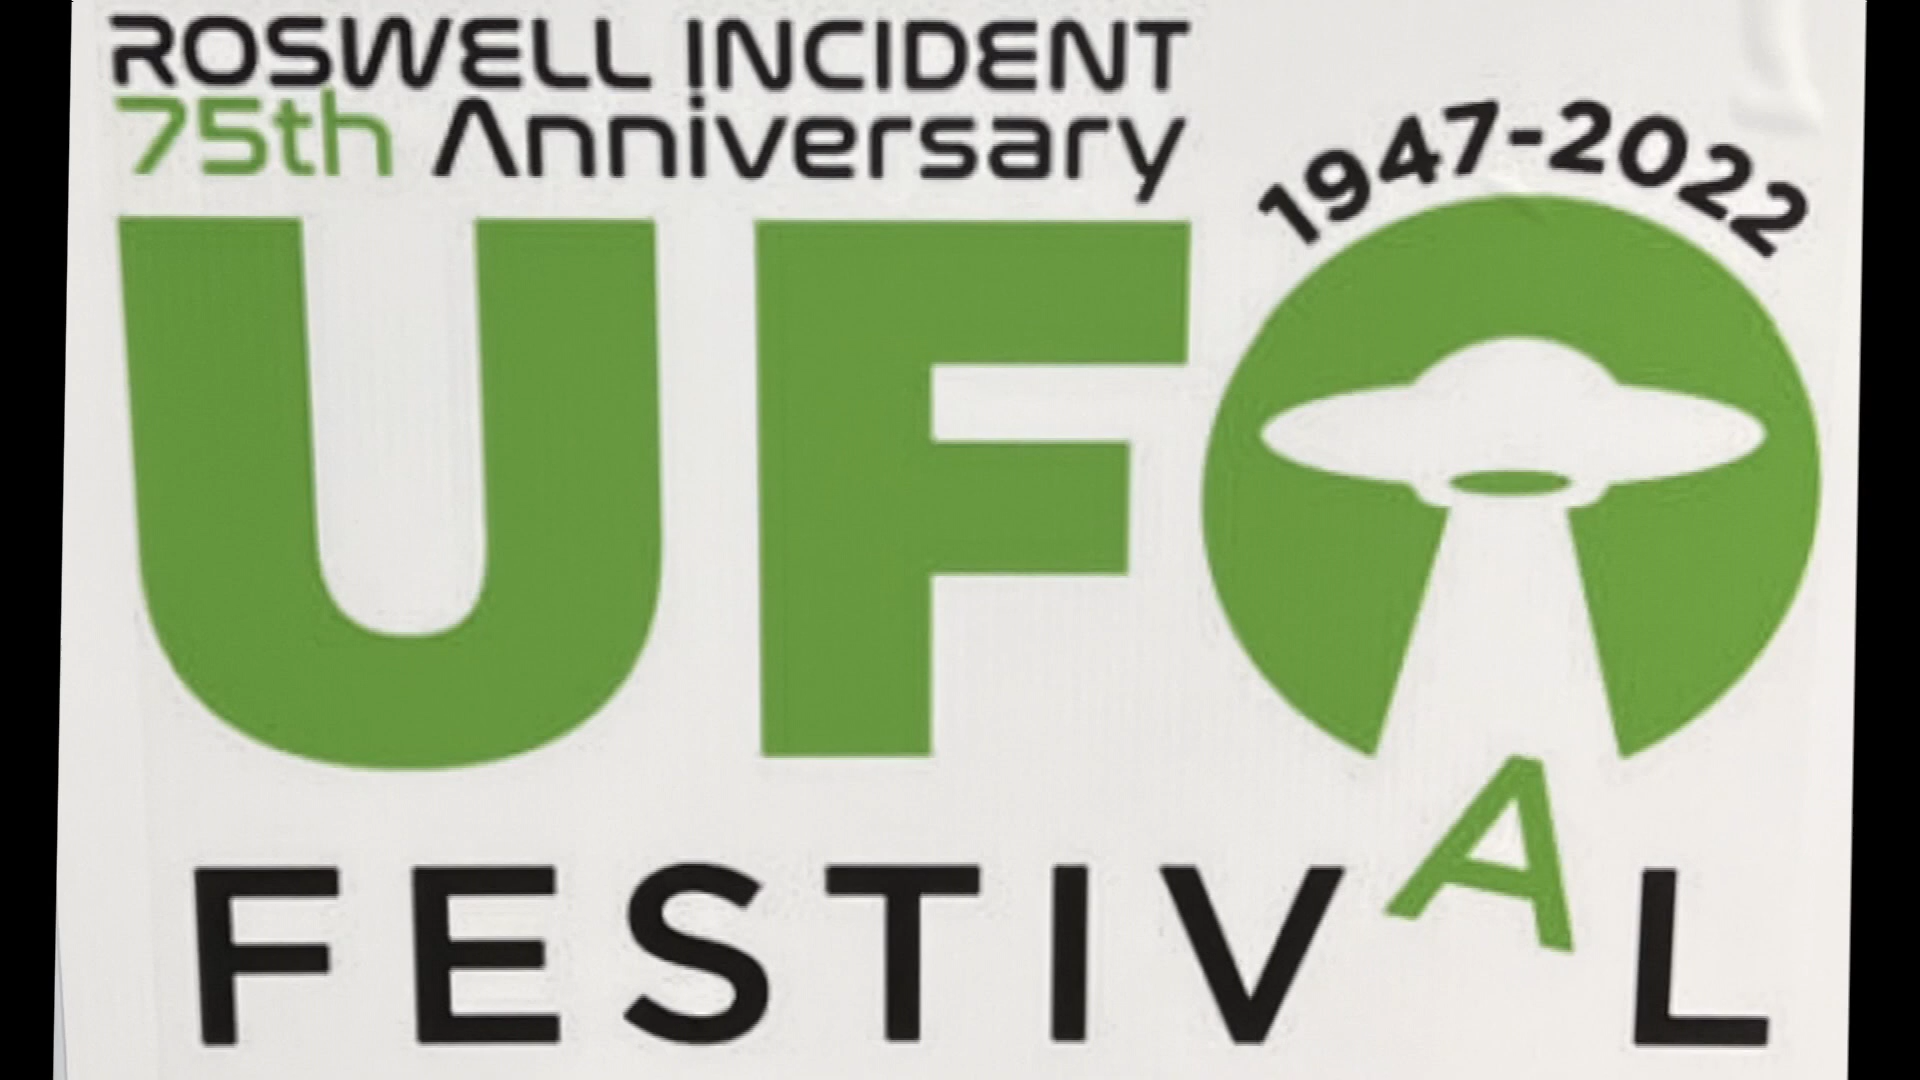 ROSWELL INCIDENT
75th Anniversary
1947-2022
UFO
FESTIVAL